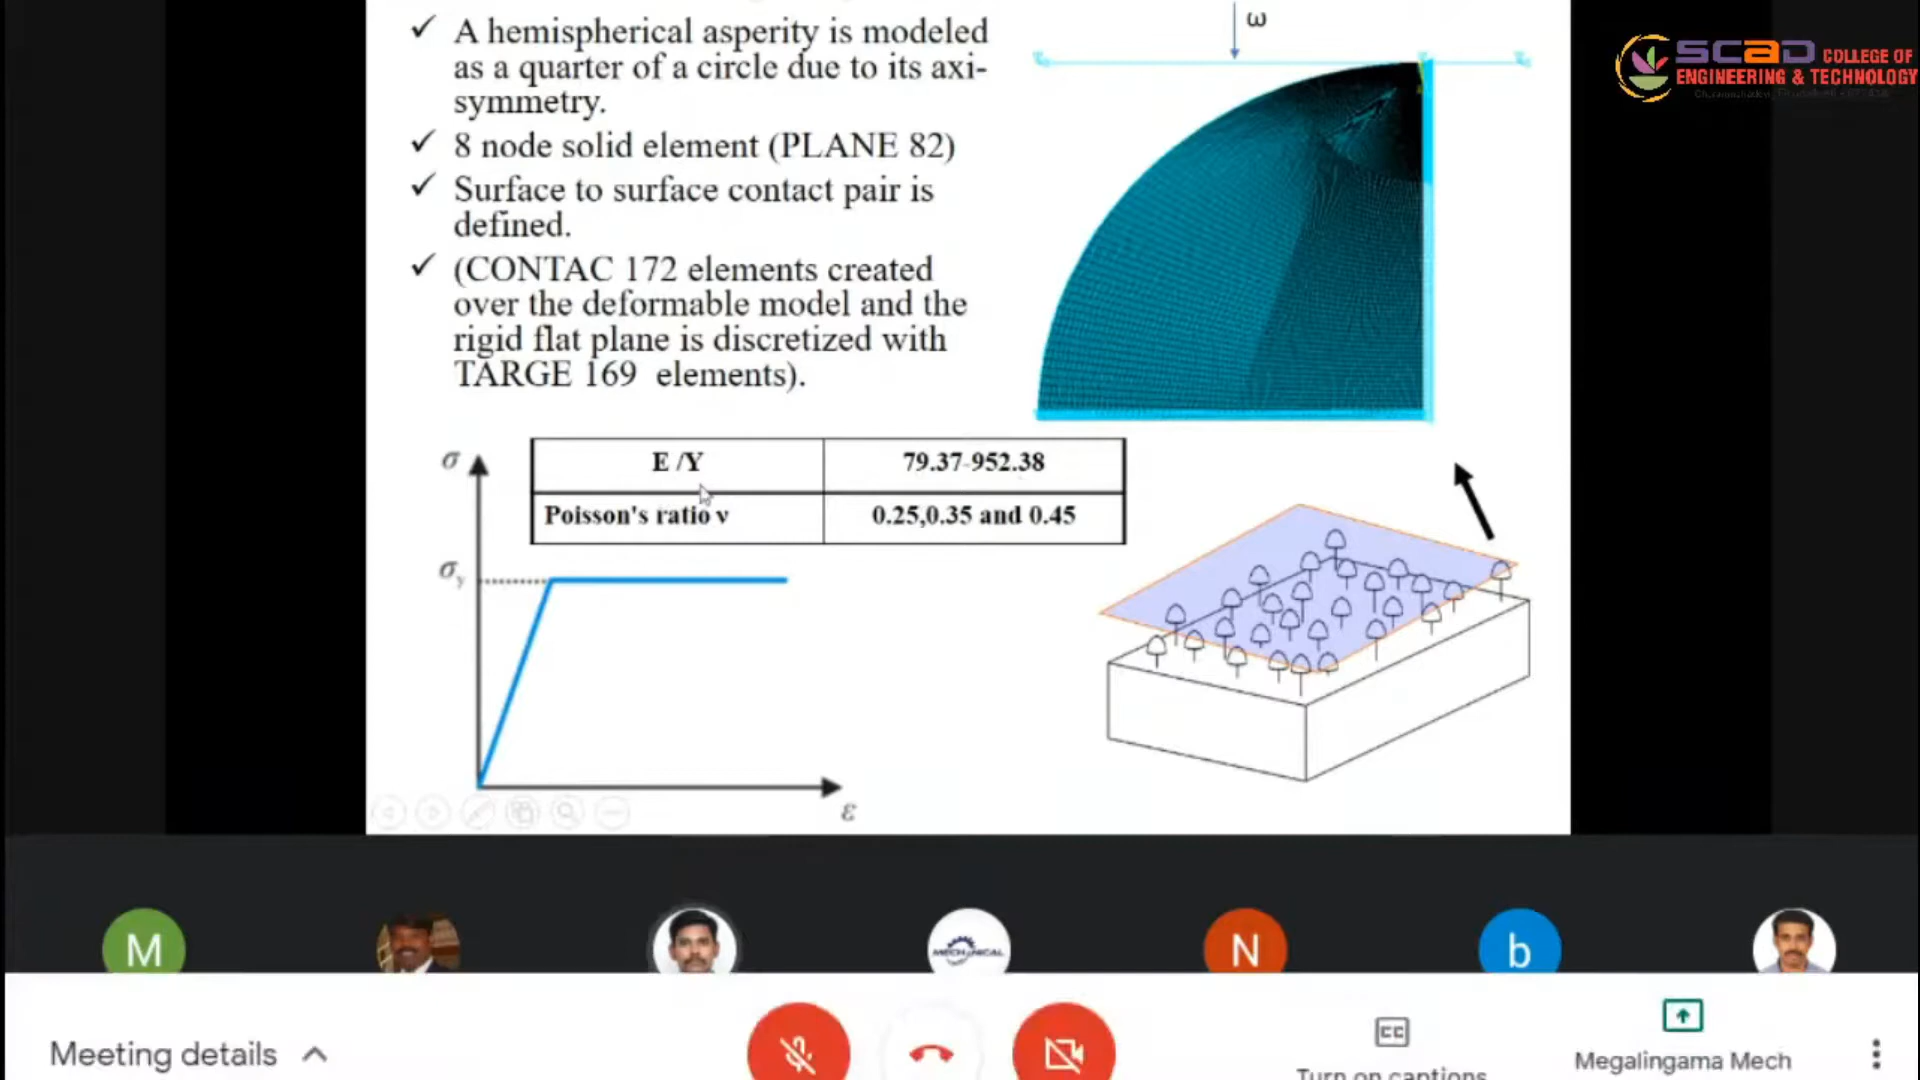 ✓ A hemispherical asperity is modeled
as a quarter of a circle due to its axi-
symmetry.
✓ 8 node solid element (PLANE 82)
✓ Surface to surface contact pair is
defined.
✓ (CONTAC 172 elements created
over the deformable model and the
rigid flat plane is discretized with
TARGE 169 elements).
ω
SCAD COLLEGE OF
ENGINEERING & TECHNOLOGY
σ
E /Y 79.37-952.38
Poisson's ratio ν 0.25,0.35 and 0.45
σy
ε
M
MECHANICAL
N
b
Meeting details
CC
Turn on captions
Megalingama Mech